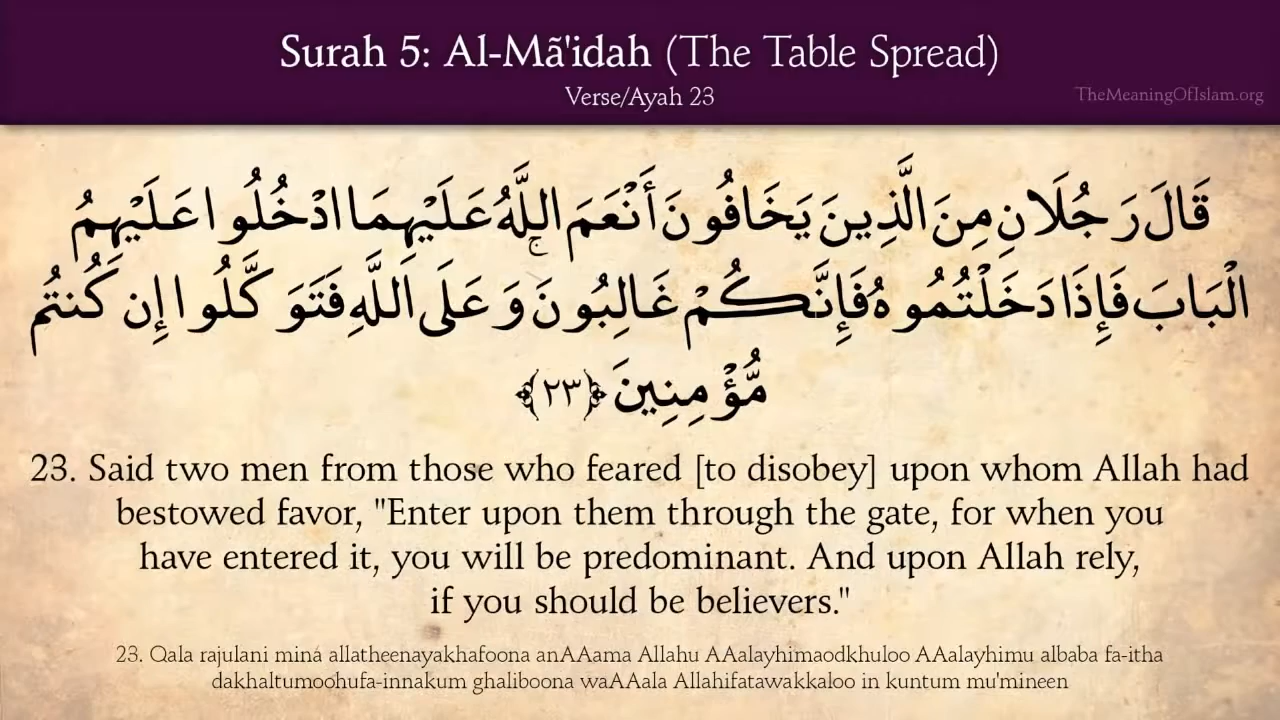 Surah 5: Al-Mã'idah (The Table Spread)
Verse/Ayah 23
TheMeaningOfIslam.org
قَالَ رَجُلَانِ مِنَ الَّذِينَ يَخَافُونَ أَنْعَمَ اللَّهُ عَلَيْهِمَا ادْخُلُوا عَلَيْهِمُ
الْبَابَ فَإِذَا دَخَلْتُمُوهُ فَإِنَّكُمْ غَالِبُونَ ۚ وَعَلَى اللَّهِ فَتَوَكَّلُوا إِن كُنتُم
مُّؤْمِنِينَ ﴿٢٣﴾
23. Said two men from those who feared [to disobey] upon whom Allah had
bestowed favor, "Enter upon them through the gate, for when you
have entered it, you will be predominant. And upon Allah rely,
if you should be believers."
23. Qala rajulani mina allatheenayakhafoona anAAama Allahu AAalayhimaodkhuloo AAalayhimu albaba fa-itha
dakhaltumoohufa-innakum ghaliboona waAAala Allahifatawakkaloo in kuntum mu'mineen